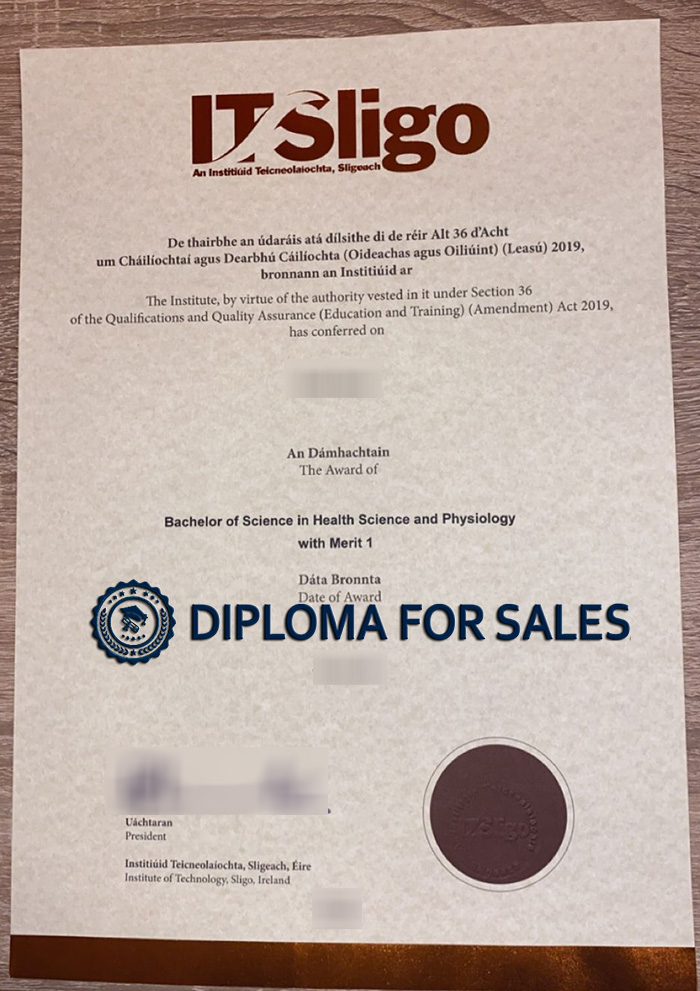 ITSligo
An Institiúid Teicneolaíochta, Sligeach
De thairbhe an údaráis atá dílsithe di de réir Alt 36 d'Acht
um Cháilíochtaí agus Dearbhú Cáilíochta (Oideachas agus Oiliúint) (Leasú) 2019,
bronnann an Institiúid ar
The Institute, by virtue of the authority vested in it under Section 36
of the Qualifications and Quality Assurance (Education and Training) (Amendment) Act 2019,
has conferred on
An Dámhachtain
The Award of
Bachelor of Science in Health Science and Physiology
with Merit 1
Dáta Bronnta
Date of Award
DIPLOMA FOR SALES
Uáchtaran
President
Institiúid Teicneolaíochta, Sligeach, Éire
Institute of Technology, Sligo, Ireland
ITSligo